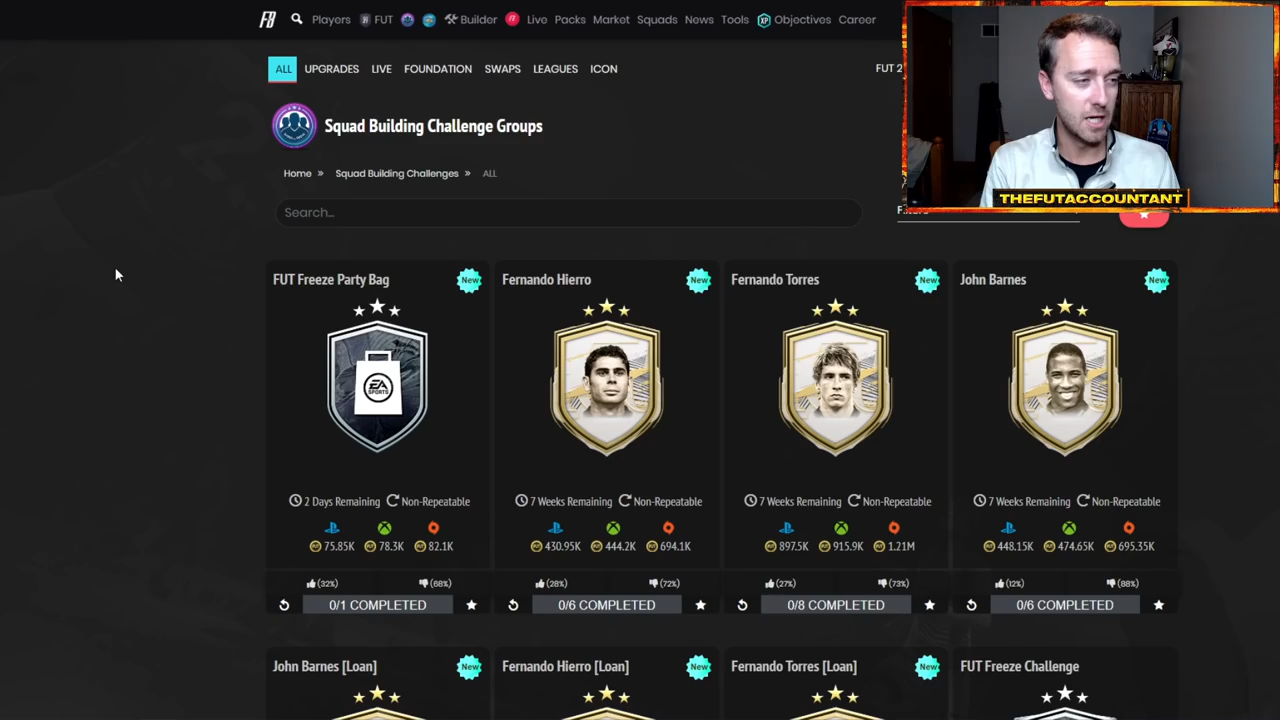 Players FUT Builder Live Packs Market Squads News Tools XP Objectives Career
ALL UPGRADES LIVE FOUNDATION SWAPS LEAGUES ICON
FUT 2
Squad Building Challenge Groups
Home » Squad Building Challenges » ALL
Search...
THEFUTACCOUNTANT
FUT Freeze Party Bag New
Fernando Hierro New
Fernando Torres New
John Barnes New
EA SPORTS
2 Days Remaining Non-Repeatable
7 Weeks Remaining Non-Repeatable
7 Weeks Remaining Non-Repeatable
7 Weeks Remaining Non-Repeatable
75.85K 78.3K 82.1K
430.95K 444.2K 694.1K
897.5K 915.9K 1.21M
448.15K 474.65K 695.35K
(32%) (68%)
(28%) (72%)
(27%) (73%)
(12%) (88%)
0/1 COMPLETED
0/6 COMPLETED
0/8 COMPLETED
0/6 COMPLETED
John Barnes [Loan] New
Fernando Hierro [Loan] New
Fernando Torres [Loan] New
FUT Freeze Challenge